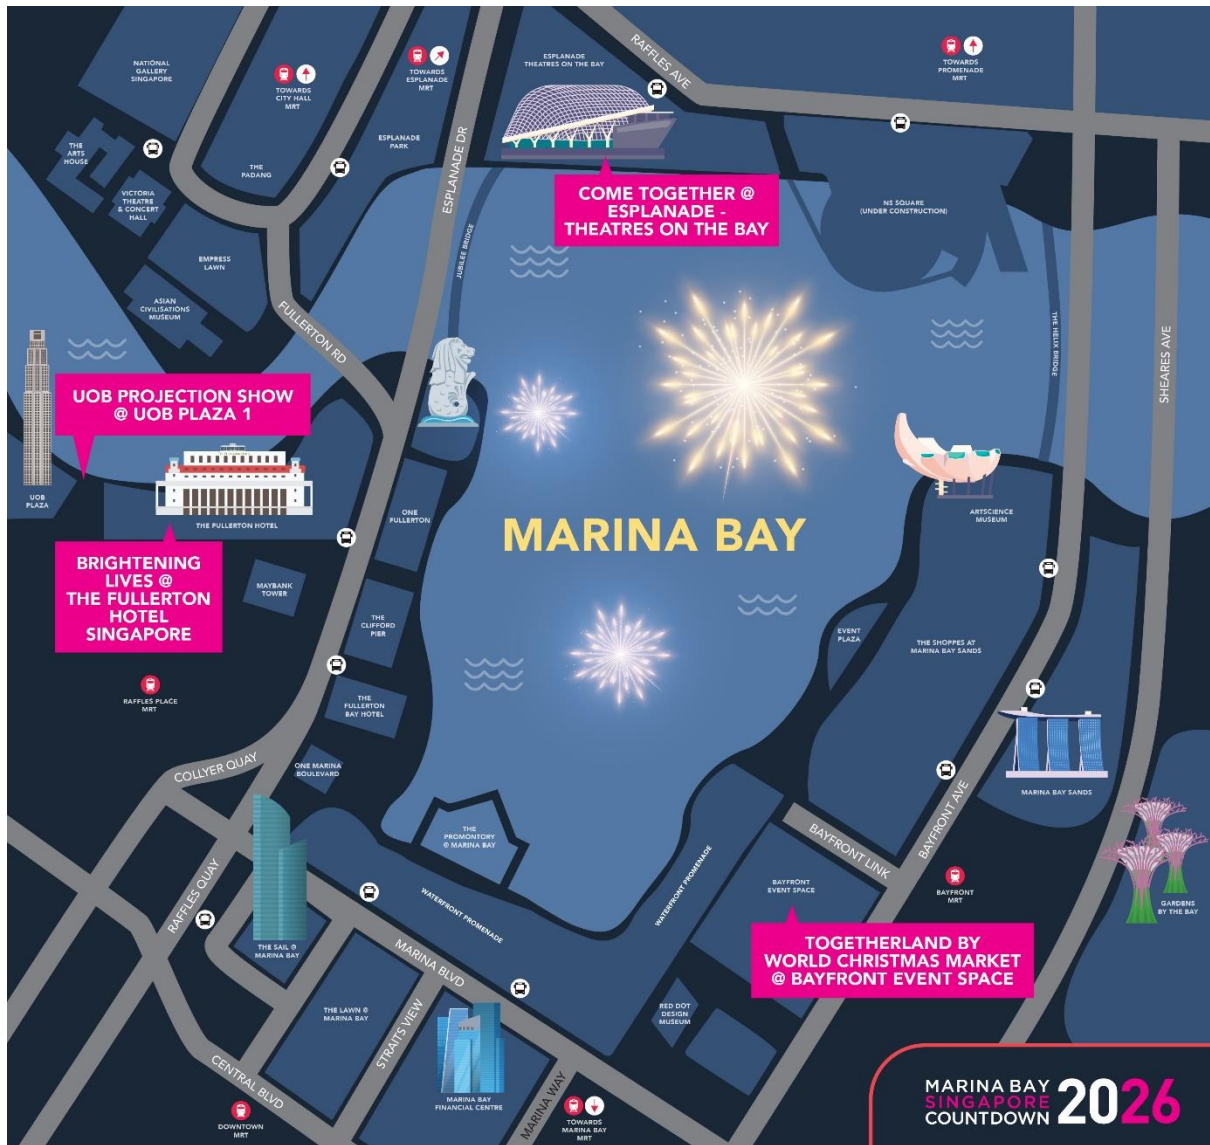 NATIONAL
GALLERY
SINGAPORE
TOWARDS
CITY HALL
MRT
TOWARDS
ESPLANADE
MRT
ESPLANADE
THEATRES ON THE BAY
RAFFLES AVE
TOWARDS
PROMENADE
MRT
THE
ARTS
HOUSE
VICTORIA
THEATRE
& CONCERT
HALL
THE
PADANG
ESPLANADE
PARK
ESPLANADE DR
COME TOGETHER @
ESPLANADE -
THEATRES ON THE BAY
NS SQUARE
(UNDER CONSTRUCTION)
EMPRESS
LAWN
ASIAN
CIVILISATIONS
MUSEUM
JUBILEE BRIDGE
FULLERTON RD
THE HELIX BRIDGE
SHEARES AVE
UOB PROJECTION SHOW
@ UOB PLAZA 1
UOB
PLAZA
THE FULLERTON HOTEL
ONE
FULLERTON
MARINA BAY
ARTSCIENCE
MUSEUM
BRIGHTENING
LIVES @
THE FULLERTON
HOTEL
SINGAPORE
MAYBANK
TOWER
THE
CLIFFORD
PIER
EVENT
PLAZA
THE SHOPPES AT
MARINA BAY SANDS
RAFFLES PLACE
MRT
THE
FULLERTON
BAY HOTEL
COLLYER QUAY
ONE MARINA
BOULEVARD
MARINA BAY SANDS
THE
PROMONTORY
@ MARINA BAY
BAYFRONT LINK
BAYFRONT AVE
RAFFLES QUAY
WATERFRONT PROMENADE
WATERFRONT PROMENADE
BAYFRONT
EVENT SPACE
BAYFRONT
MRT
GARDENS
BY THE BAY
THE SAIL @
MARINA BAY
MARINA BLVD
TOGETHERLAND BY
WORLD CHRISTMAS MARKET
@ BAYFRONT EVENT SPACE
THE LAWN @
MARINA BAY
STRAITS VIEW
RED DOT
DESIGN
MUSEUM
CENTRAL BLVD
MARINA BAY
FINANCIAL CENTRE
MARINA WAY
DOWNTOWN
MRT
TOWARDS
MARINA BAY
MRT
MARINA BAY
SINGAPORE
COUNTDOWN
2026